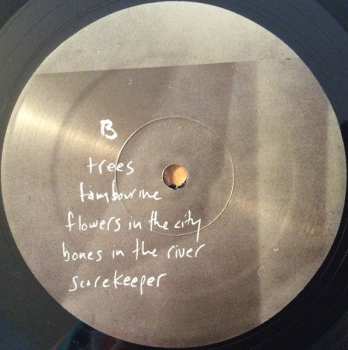 B
trees
tambourine
flowers in the city
bones in the river
scorekeeper